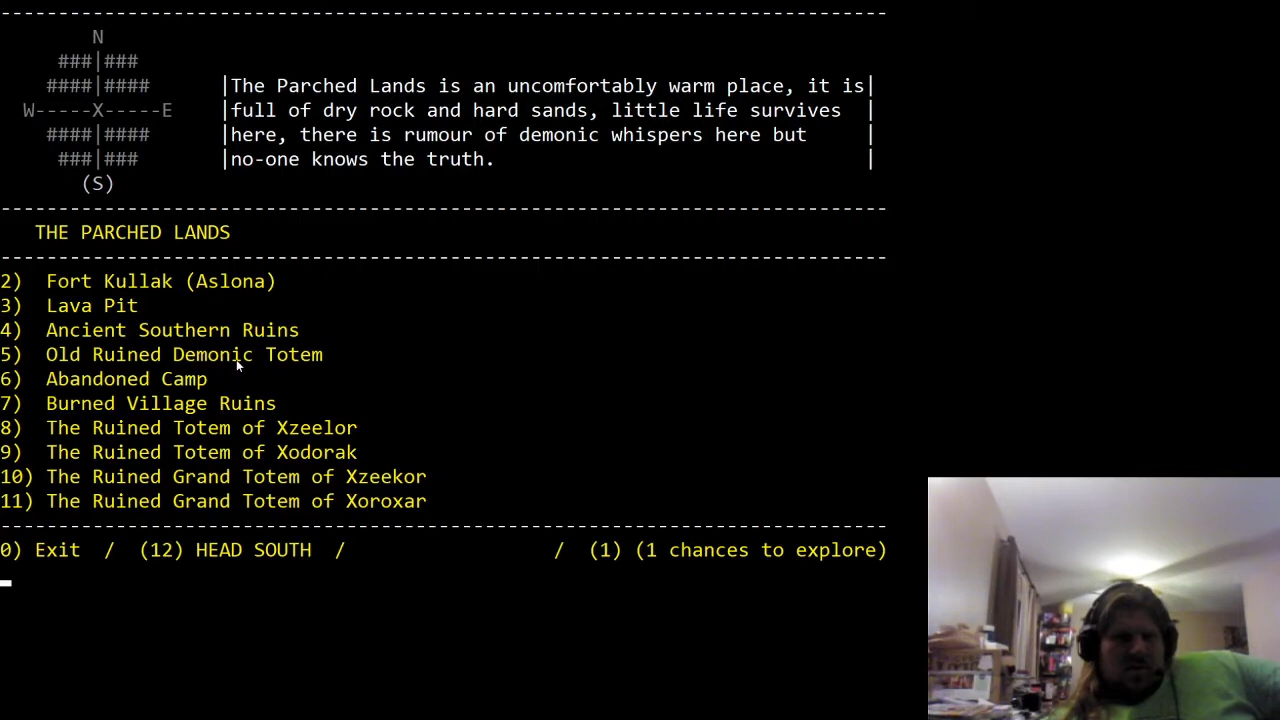 --------------------------------------------------------------------------------
N
###|###
####|####
W-----X-----E
####|####
###|###
(S)
|The Parched Lands is an uncomfortably warm place, it is|
|full of dry rock and hard sands, little life survives |
|here, there is rumour of demonic whispers here but |
|no-one knows the truth. |
--------------------------------------------------------------------------------
THE PARCHED LANDS
--------------------------------------------------------------------------------
2) Fort Kullak (Aslona)
3) Lava Pit
4) Ancient Southern Ruins
5) Old Ruined Demonic Totem
6) Abandoned Camp
7) Burned Village Ruins
8) The Ruined Totem of Xzeelor
9) The Ruined Totem of Xodorak
10) The Ruined Grand Totem of Xzeekor
11) The Ruined Grand Totem of Xoroxar
--------------------------------------------------------------------------------
0) Exit / (12) HEAD SOUTH / / (1) (1 chances to explore)